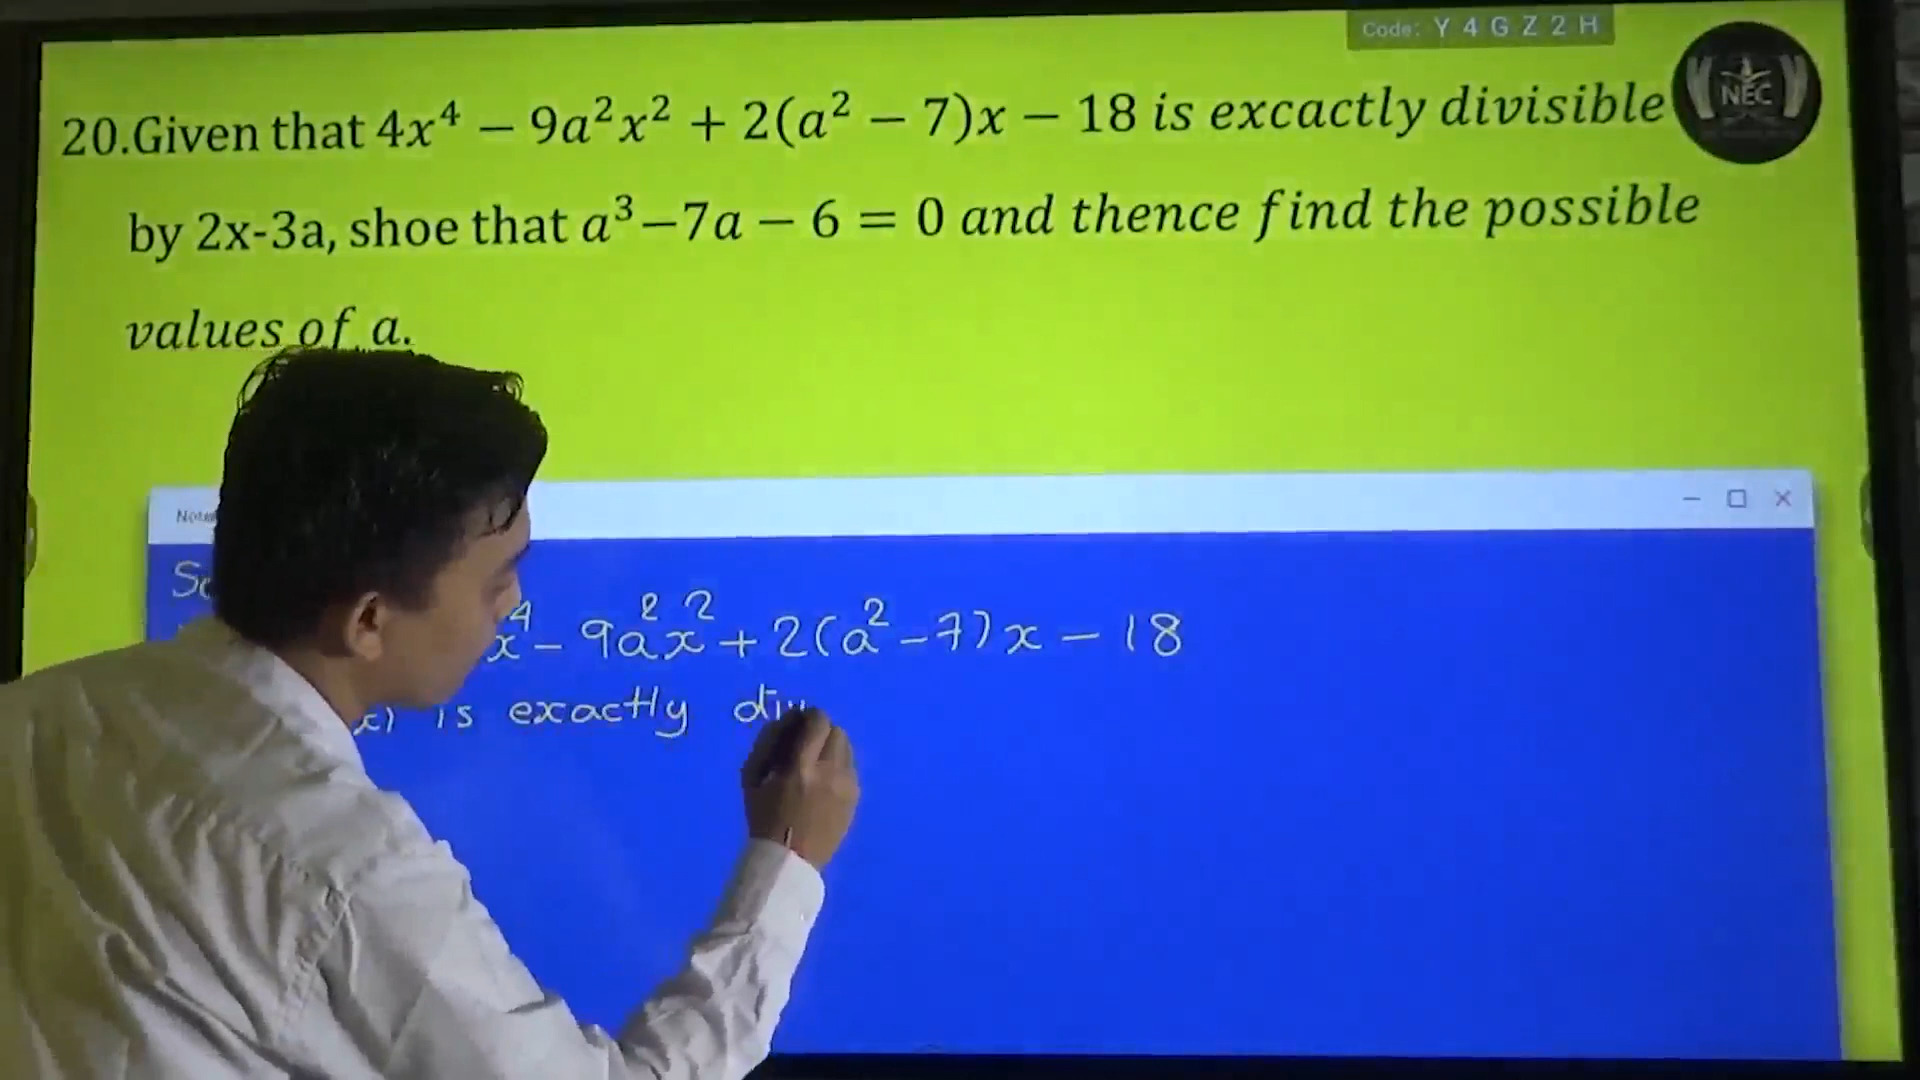 Code: Y 4 G Z 2 H
NEC
20.Given that 4x⁴ − 9a²x² + 2(a² − 7)x − 18 is excactly divisible
by 2x-3a, shoe that a³−7a − 6 = 0 and thence find the possible
values of a.
x⁴ − 9a²x² + 2(a² − 7)x − 18
x) is exactly div